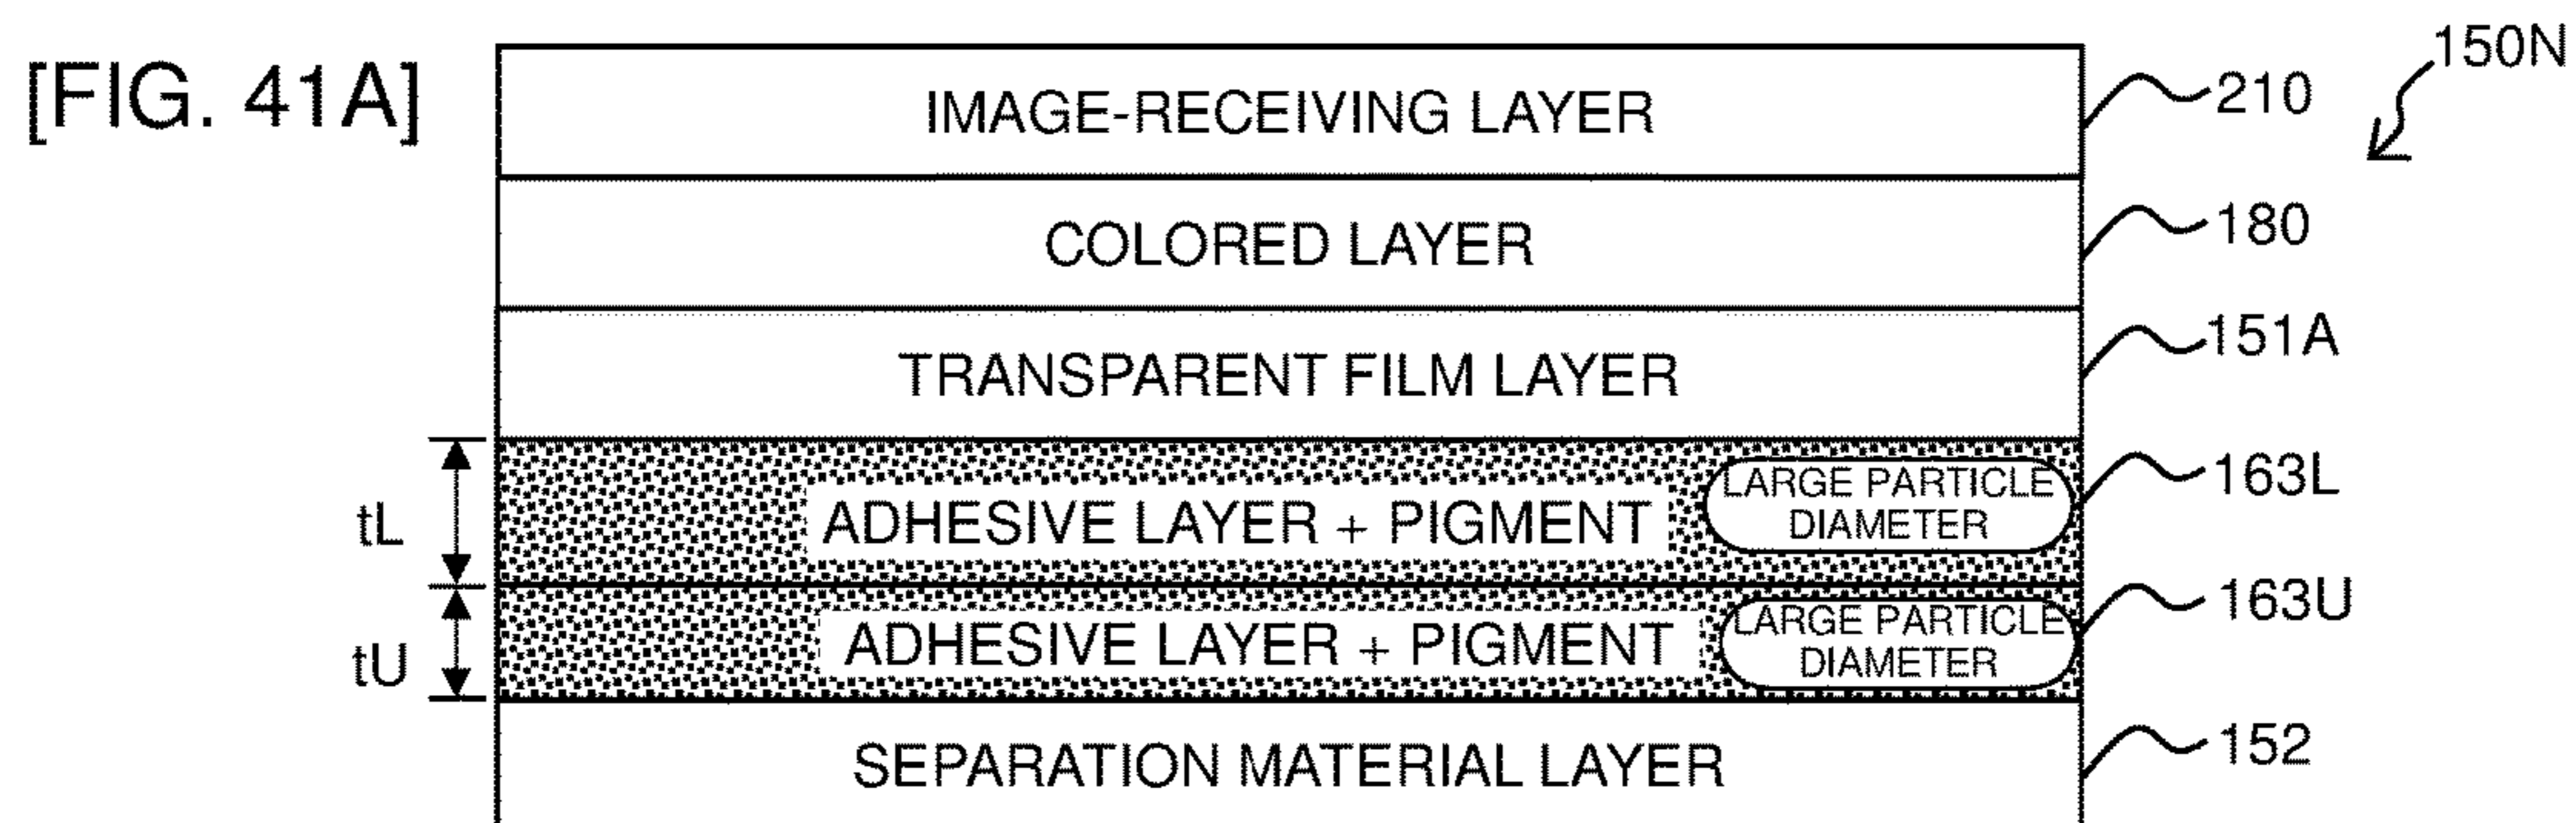 [FIG. 41A]
150N
IMAGE-RECEIVING LAYER
210
COLORED LAYER
180
TRANSPARENT FILM LAYER
151A
tL
ADHESIVE LAYER + PIGMENT
LARGE PARTICLE
DIAMETER
163L
tU
ADHESIVE LAYER + PIGMENT
LARGE PARTICLE
DIAMETER
163U
SEPARATION MATERIAL LAYER
152